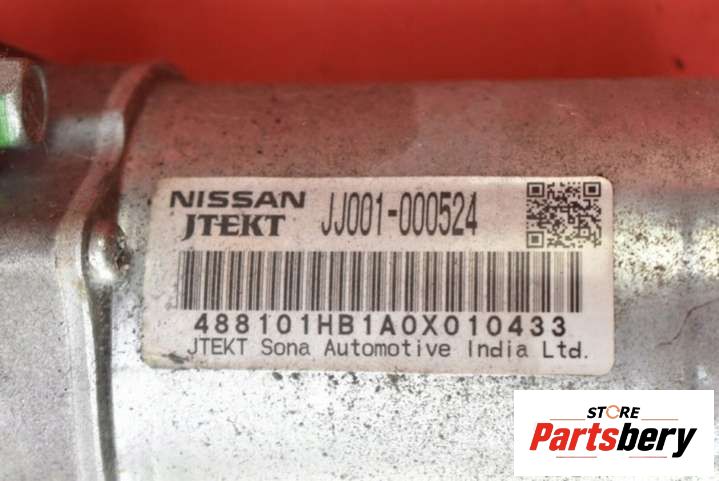 NISSAN JJ001-000524
JTEKT
488101HB1A0X010433
JTEKT Sona Automotive India Ltd.
STORE
Partsbery